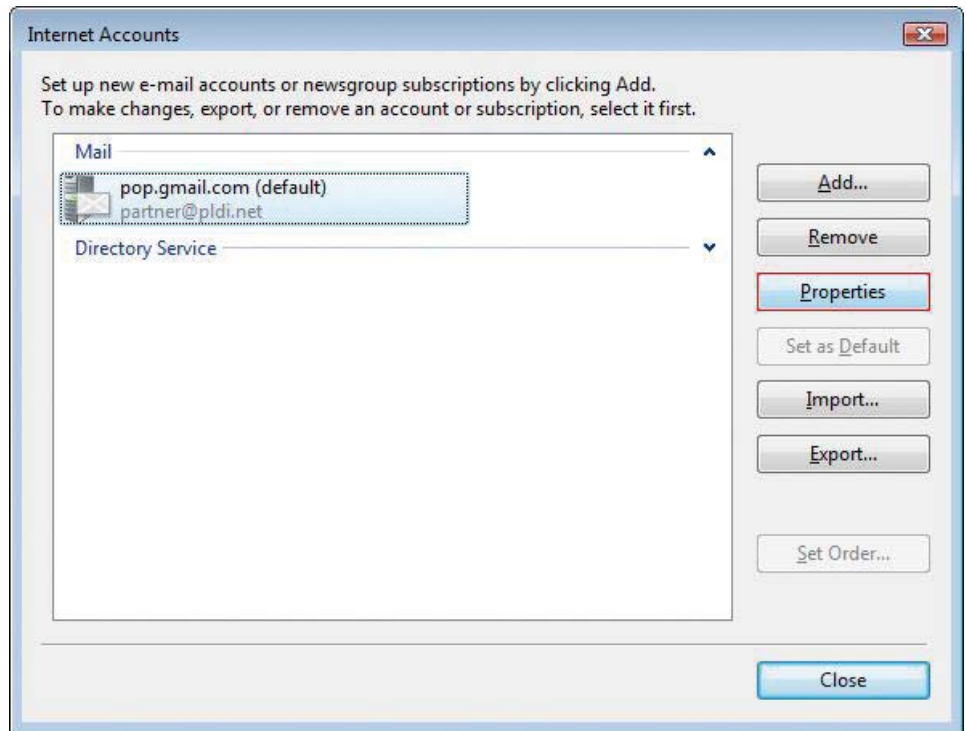 Internet Accounts
Set up new e-mail accounts or newsgroup subscriptions by clicking Add.
To make changes, export, or remove an account or subscription, select it first.
Mail
pop.gmail.com (default)
partner@pldi.net
Directory Service
Add...
Remove
Properties
Set as Default
Import...
Export...
Set Order...
Close